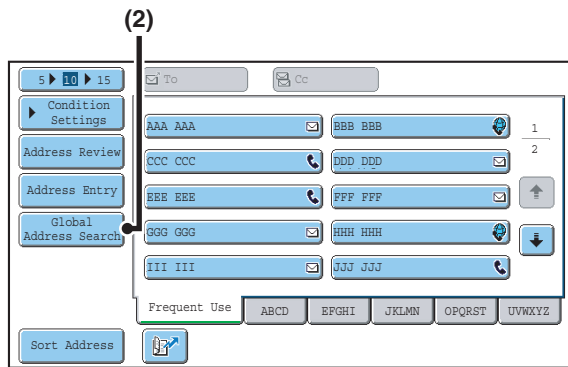 (2)
5 10 15
To
Cc
Condition
Settings
Address Review
Address Entry
Global
Address Search
AAA AAA
BBB BBB
CCC CCC
DDD DDD
EEE EEE
FFF FFF
GGG GGG
HHH HHH
III III
JJJ JJJ
1
2
Frequent Use
ABCD
EFGHI
JKLMN
OPQRST
UVWXYZ
Sort Address